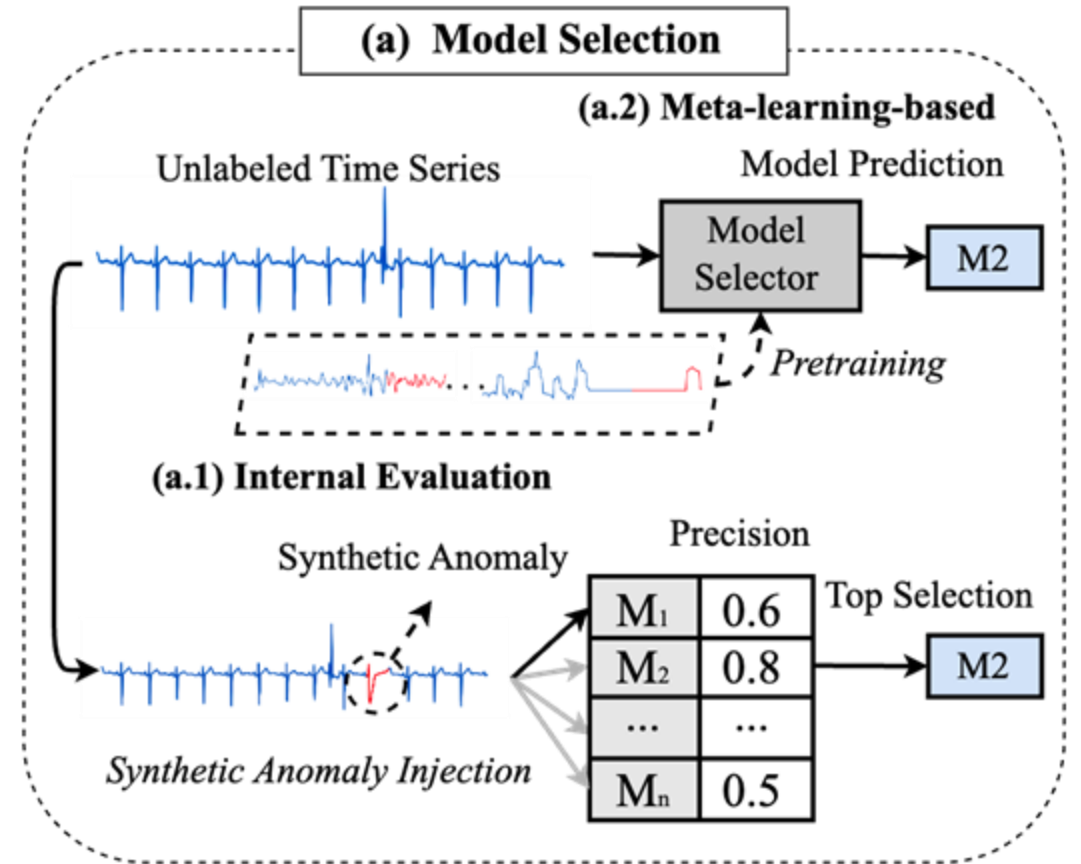 (a) Model Selection
(a.2) Meta-learning-based
Unlabeled Time Series
Model Prediction
Model
Selector
M2
...
Pretraining
(a.1) Internal Evaluation
Precision
Synthetic Anomaly
Top Selection
M1 0.6
M2 0.8
M2
... ...
Mn 0.5
Synthetic Anomaly Injection